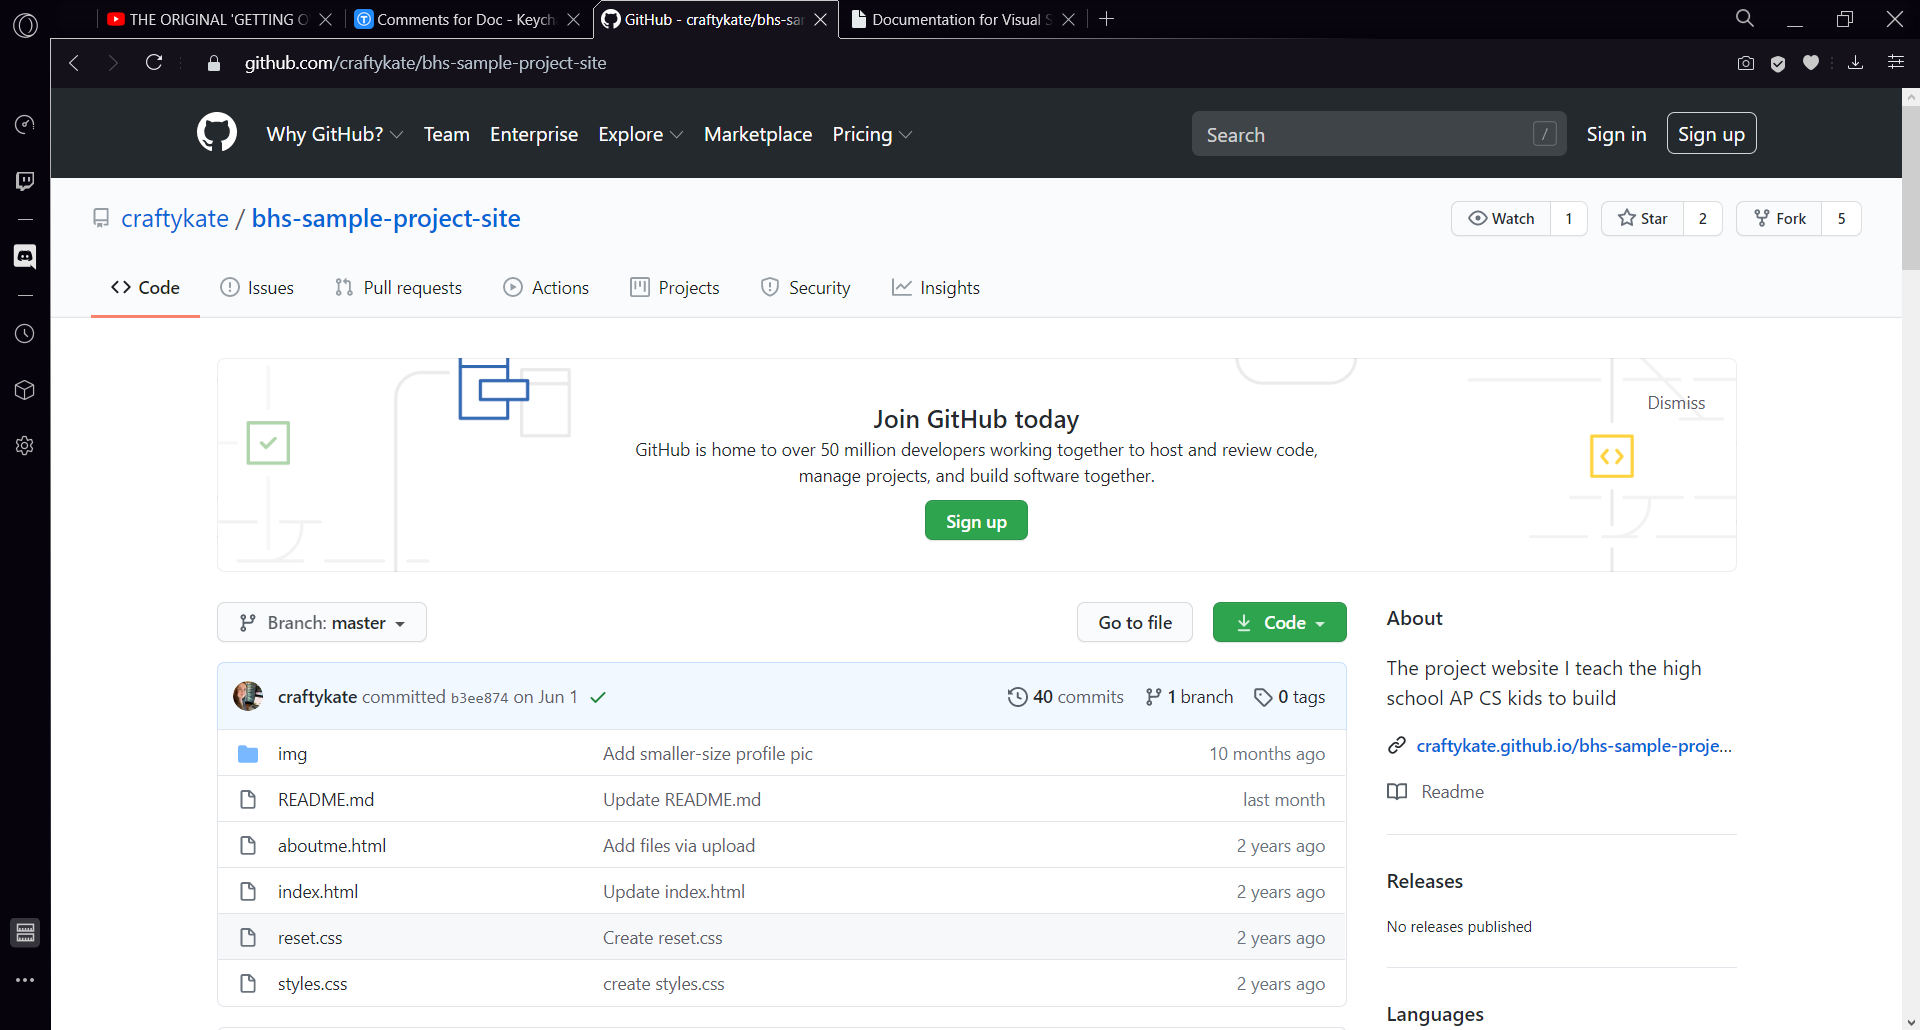 THE ORIGINAL 'GETTING O
Comments for Doc - Keych
GitHub - craftykate/bhs-sar
Documentation for Visual S
github.com/craftykate/bhs-sample-project-site
Why GitHub? Team Enterprise Explore Marketplace Pricing
Search /
Sign in Sign up
craftykate / bhs-sample-project-site
Watch 1 Star 2 Fork 5
Code Issues Pull requests Actions Projects Security Insights
Join GitHub today
Dismiss
GitHub is home to over 50 million developers working together to host and review code,
manage projects, and build software together.
Sign up
Branch: master
Go to file
Code
craftykate committed b3ee874 on Jun 1
40 commits 1 branch 0 tags
img Add smaller-size profile pic 10 months ago
README.md Update README.md last month
aboutme.html Add files via upload 2 years ago
index.html Update index.html 2 years ago
reset.css Create reset.css 2 years ago
styles.css create styles.css 2 years ago
About
The project website I teach the high
school AP CS kids to build
craftykate.github.io/bhs-sample-proje...
Readme
Releases
No releases published
Languages